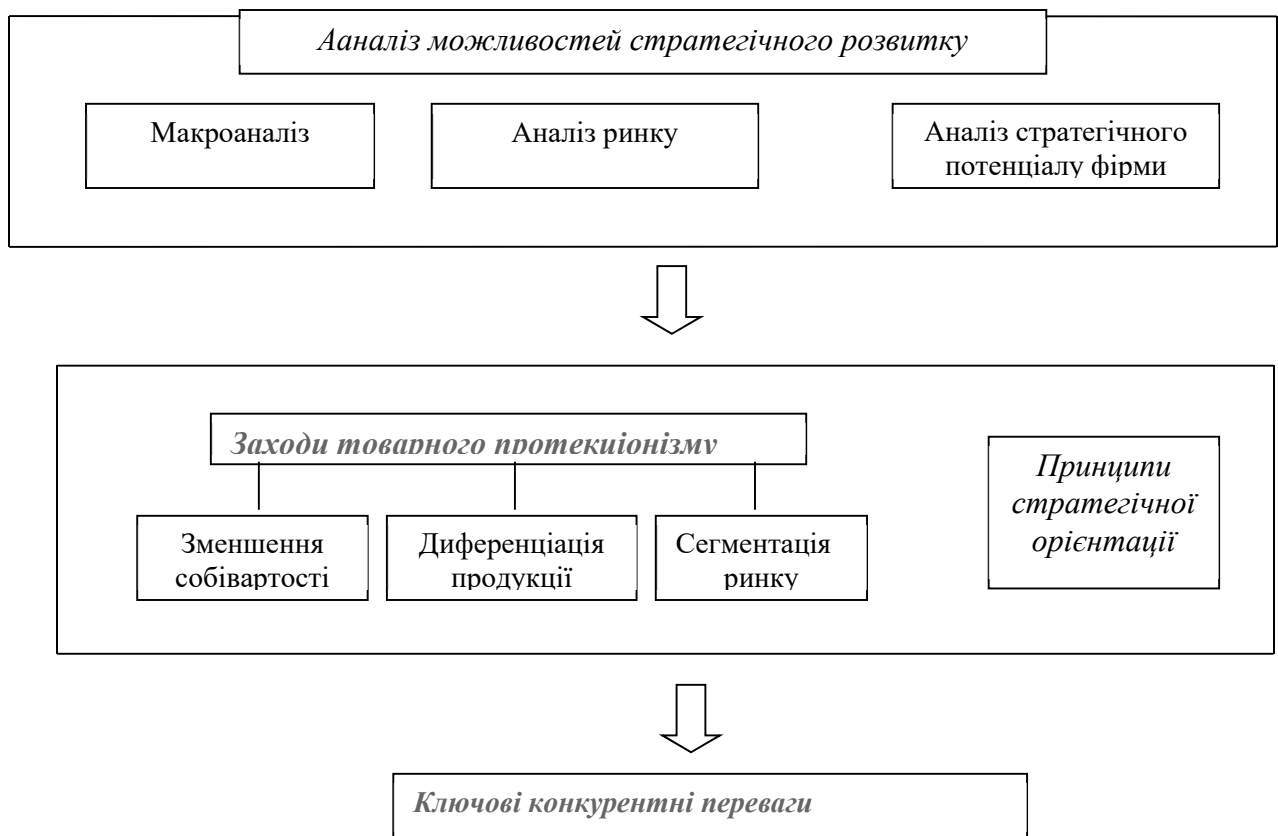 Ааналіз можливостей стратегічного розвитку
Макроаналіз
Аналіз ринку
Аналіз стратегічного
потенціалу фірми
Заходи товарного протекціонізму
Зменшення
собівартості
Диференціація
продукції
Сегментація
ринку
Принципи
стратегічної
орієнтації
Ключові конкурентні переваги